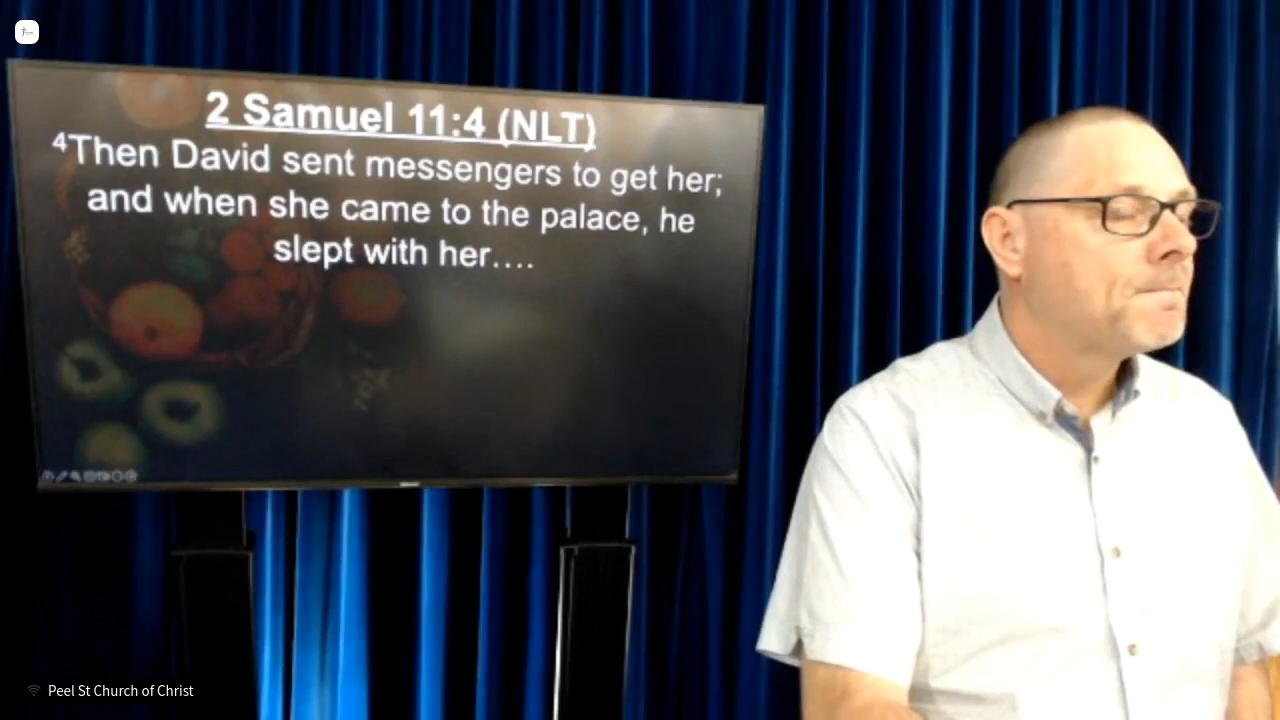 2 Samuel 11:4 (NLT)
⁴Then David sent messengers to get her;
and when she came to the palace, he
slept with her….
Peel St Church of Christ